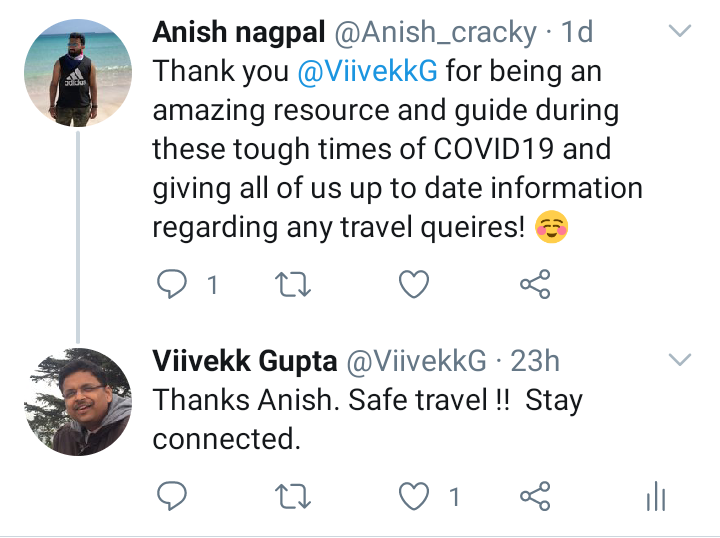 Anish nagpal @Anish_cracky · 1d
Thank you @ViivekkG for being an
amazing resource and guide during
these tough times of COVID19 and
giving all of us up to date information
regarding any travel queires! ☺️
1
adidas
Viivekk Gupta @ViivekkG · 23h
Thanks Anish. Safe travel !!  Stay
connected.
1